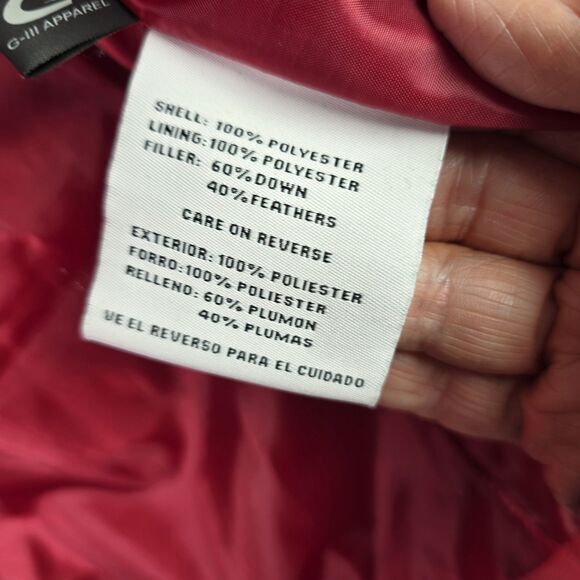 G-III APPAREL
SHELL: 100% POLYESTER
LINING:100% POLYESTER
FILLER: 60% DOWN
40% FEATHERS
CARE ON REVERSE
EXTERIOR: 100% POLIESTER
FORRO:100% POLIESTER
RELLENO: 60% PLUMON
40% PLUMAS
VE EL REVERSO PARA EL CUIDADO